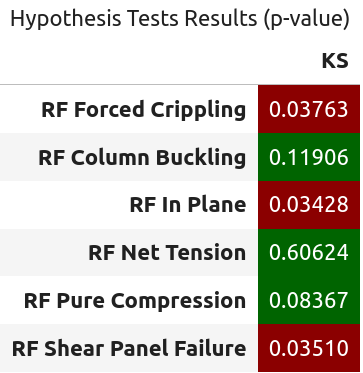 Hypothesis Tests Results (p-value)
KS
RF Forced Crippling 0.03763
RF Column Buckling 0.11906
RF In Plane 0.03428
RF Net Tension 0.60624
RF Pure Compression 0.08367
RF Shear Panel Failure 0.03510